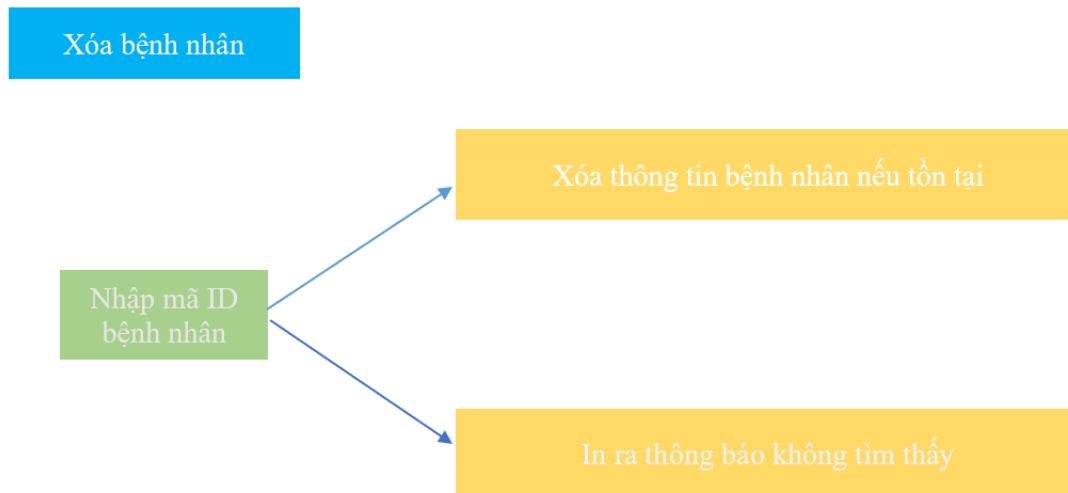 Xóa bệnh nhân
Xóa thông tin bệnh nhân nếu tồn tại
Nhập mã ID
bệnh nhân
In ra thông báo không tìm thấy